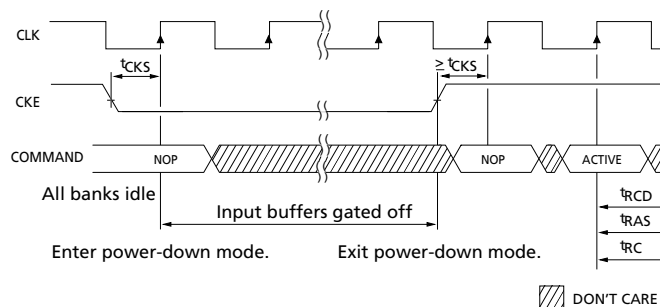 CLK
tCKS
≥ tCKS
CKE
COMMAND
NOP
NOP
ACTIVE
All banks idle
Input buffers gated off
tRCD
tRAS
tRC
Enter power-down mode.
Exit power-down mode.
DON'T CARE